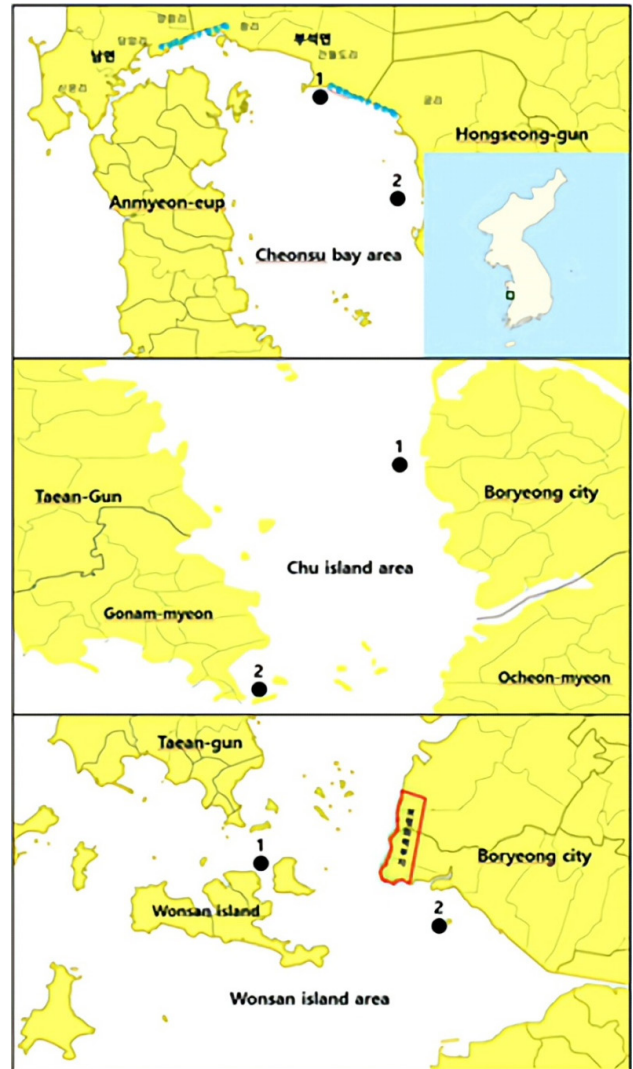 남면
부석면
1
2
Hongseong-gun
Anmyeon-eup
Cheonsu bay area
1
Taean-Gun
Boryeong city
Chu island area
Gonam-myeon
2
Ocheon-myeon
Taean-gun
1
Boryeong city
Wonsan island
2
Wonsan island area